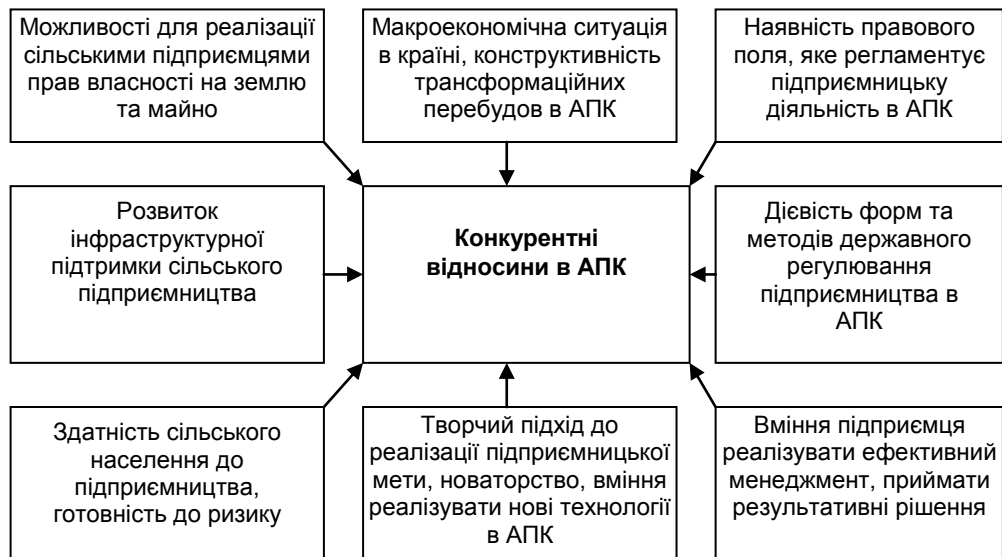 Можливості для реалізації
сільськими підприємцями
прав власності на землю
та майно
Макроекономічна ситуація
в країні, конструктивність
трансформаційних
перебудов в АПК
Наявність правового
поля, яке регламентує
підприємницьку
діяльність в АПК
Розвиток
інфраструктурної
підтримки сільського
підприємництва
Конкурентні
відносини в АПК
Дієвість форм та
методів державного
регулювання
підприємництва в
АПК
Здатність сільського
населення до
підприємництва,
готовність до ризику
Творчий підхід до
реалізації підприємницької
мети, новаторство, вміння
реалізувати нові технології
в АПК
Вміння підприємця
реалізувати ефективний
менеджмент, приймати
результативні рішення